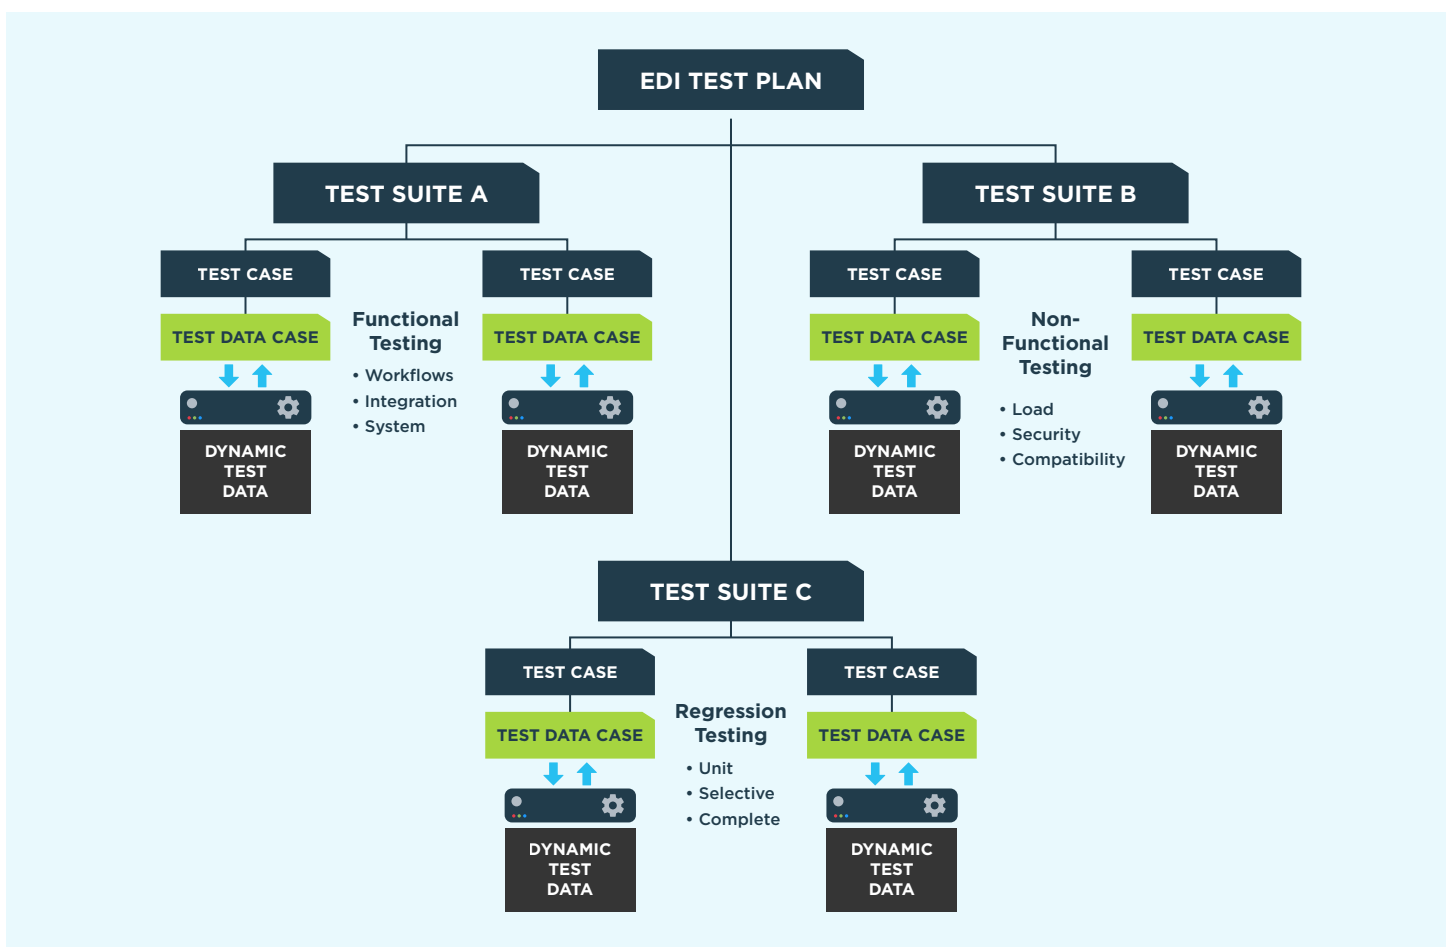 EDI TEST PLAN
TEST SUITE A
TEST CASE
TEST DATA CASE
DYNAMIC
TEST
DATA
Functional
Testing
• Workflows
• Integration
• System
TEST CASE
TEST DATA CASE
DYNAMIC
TEST
DATA
TEST SUITE B
TEST CASE
TEST DATA CASE
DYNAMIC
TEST
DATA
Non-
Functional
Testing
• Load
• Security
• Compatibility
TEST CASE
TEST DATA CASE
DYNAMIC
TEST
DATA
TEST SUITE C
TEST CASE
TEST DATA CASE
DYNAMIC
TEST
DATA
Regression
Testing
• Unit
• Selective
• Complete
TEST CASE
TEST DATA CASE
DYNAMIC
TEST
DATA